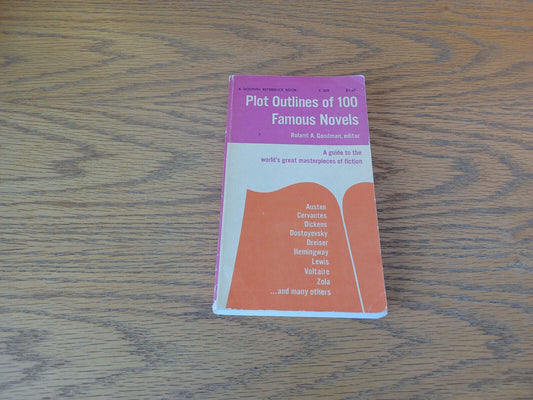 A DOLPHIN REFERENCE BOOK
Plot Outlines of 100
Famous Novels
Roland A. Goodman, editor
A guide to the
world's great masterpieces of fiction
Austen
Cervantes
Dickens
Dostoyevsky
Dreiser
Hemingway
Lewis
Voltaire
Zola
...and many others